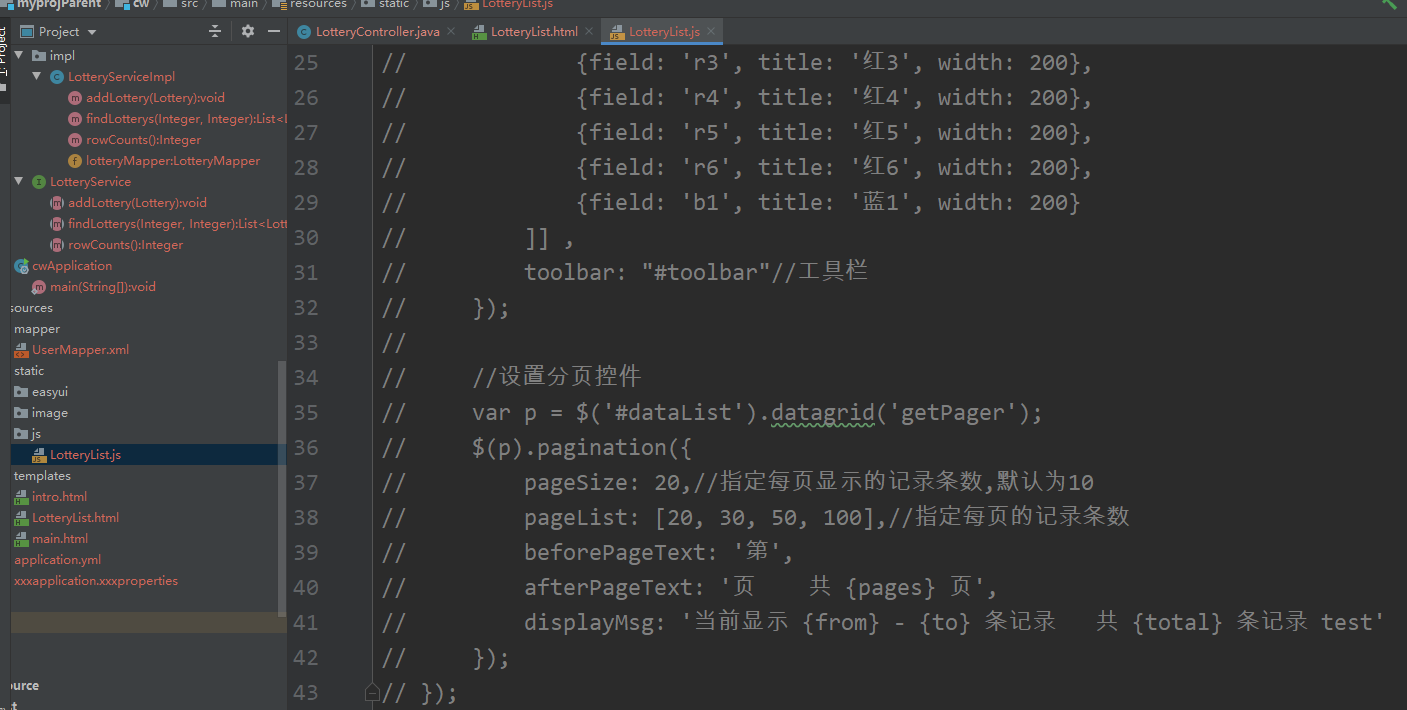 myprojParent cw src main resources static js LotteryList.js
Project
LotteryController.java LotteryList.html LotteryList.js
1: Project
impl
LotteryServiceImpl
addLottery(Lottery):void
findLotterys(Integer, Integer):List<L
rowCounts():Integer
lotteryMapper:LotteryMapper
LotteryService
addLottery(Lottery):void
findLotterys(Integer, Integer):List<Lott
rowCounts():Integer
cwApplication
main(String[]):void
sources
mapper
UserMapper.xml
static
easyui
image
js
LotteryList.js
templates
intro.html
LotteryList.html
main.html
application.yml
xxxapplication.xxxproperties
ource
25 // {field: 'r3', title: '红3', width: 200},
26 // {field: 'r4', title: '红4', width: 200},
27 // {field: 'r5', title: '红5', width: 200},
28 // {field: 'r6', title: '红6', width: 200},
29 // {field: 'b1', title: '蓝1', width: 200}
30 // ]] ,
31 // toolbar: "#toolbar"//工具栏
32 // });
33 //
34 // //设置分页控件
35 // var p = $('#dataList').datagrid('getPager');
36 // $(p).pagination({
37 // pageSize: 20,//指定每页显示的记录条数,默认为10
38 // pageList: [20, 30, 50, 100],//指定每页的记录条数
39 // beforePageText: '第',
40 // afterPageText: '页 共 {pages} 页',
41 // displayMsg: '当前显示 {from} - {to} 条记录 共 {total} 条记录 test'
42 // });
43 // });